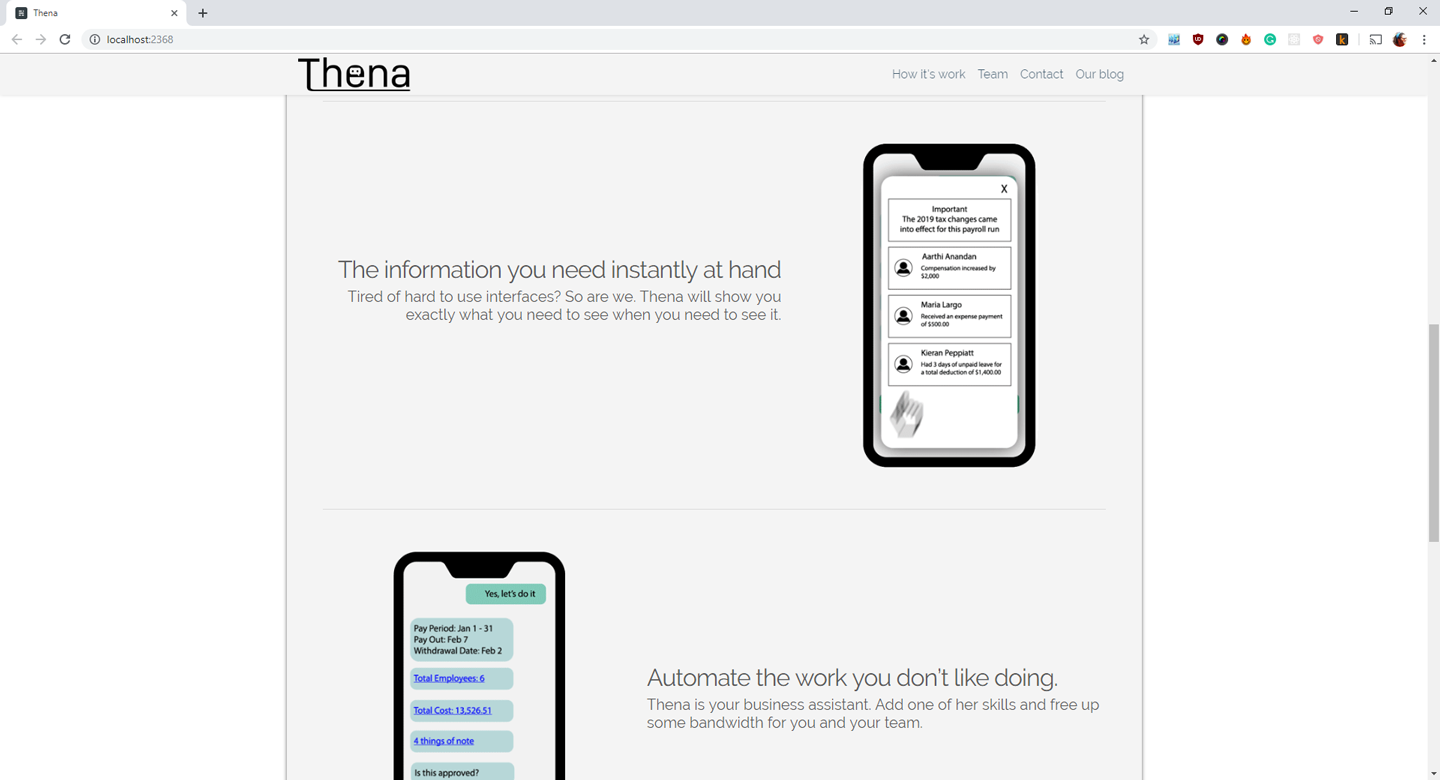 Thena
localhost:2368
Thena
How it's work Team Contact Our blog
X
Important
The 2019 tax changes came
into effect for this payroll run
Aarthi Anandan
Compensation increased by
$2,000
Maria Largo
Received an expense payment
of $500.00
Kieran Peppiatt
Had 3 days of unpaid leave for
a total deduction of $1,400.00
The information you need instantly at hand
Tired of hard to use interfaces? So are we. Thena will show you
exactly what you need to see when you need to see it.
Yes, let's do it
Pay Period: Jan 1 - 31
Pay Out: Feb 7
Withdrawal Date: Feb 2
Total Employees: 6
Total Cost: 13,526.51
4 things of note
Is this approved?
Automate the work you don't like doing.
Thena is your business assistant. Add one of her skills and free up
some bandwidth for you and your team.